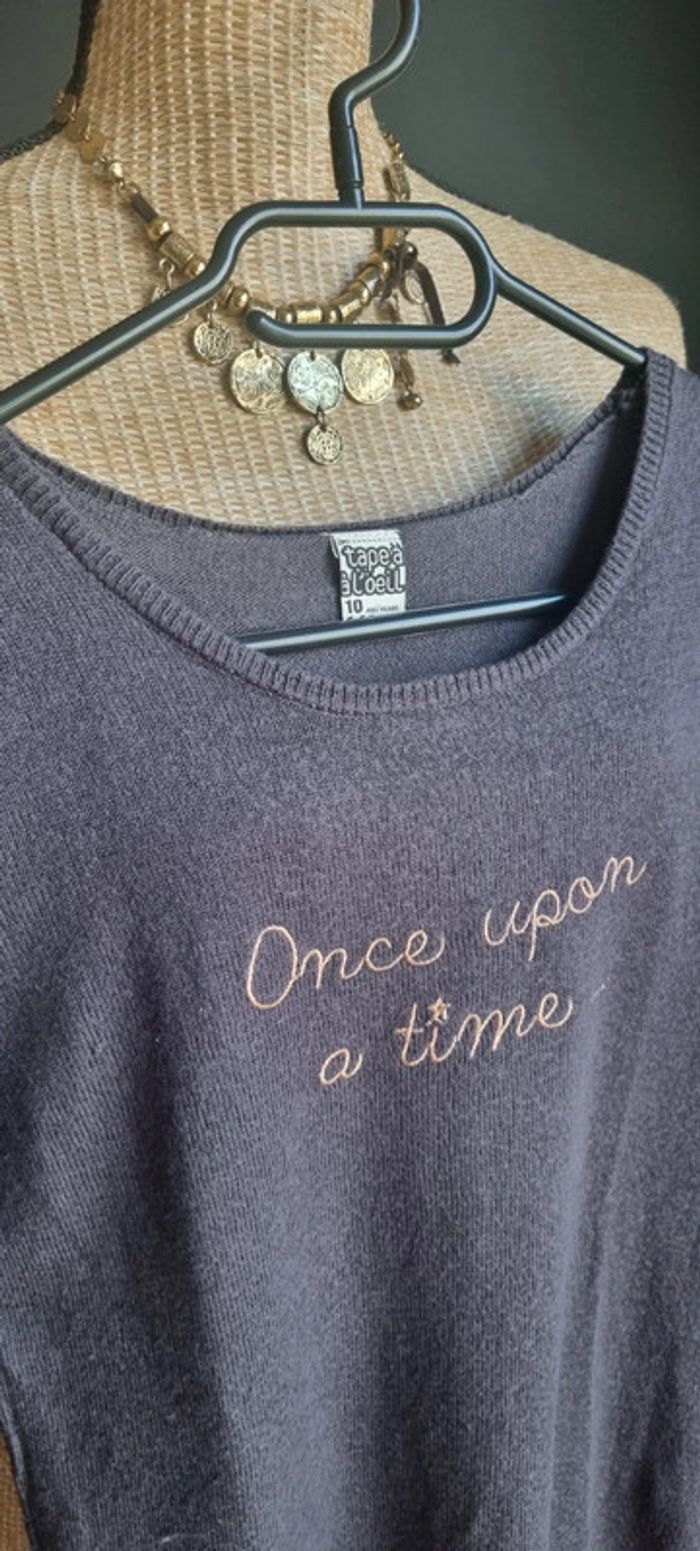 tape à
à l'oeil
10
Once upon
a time